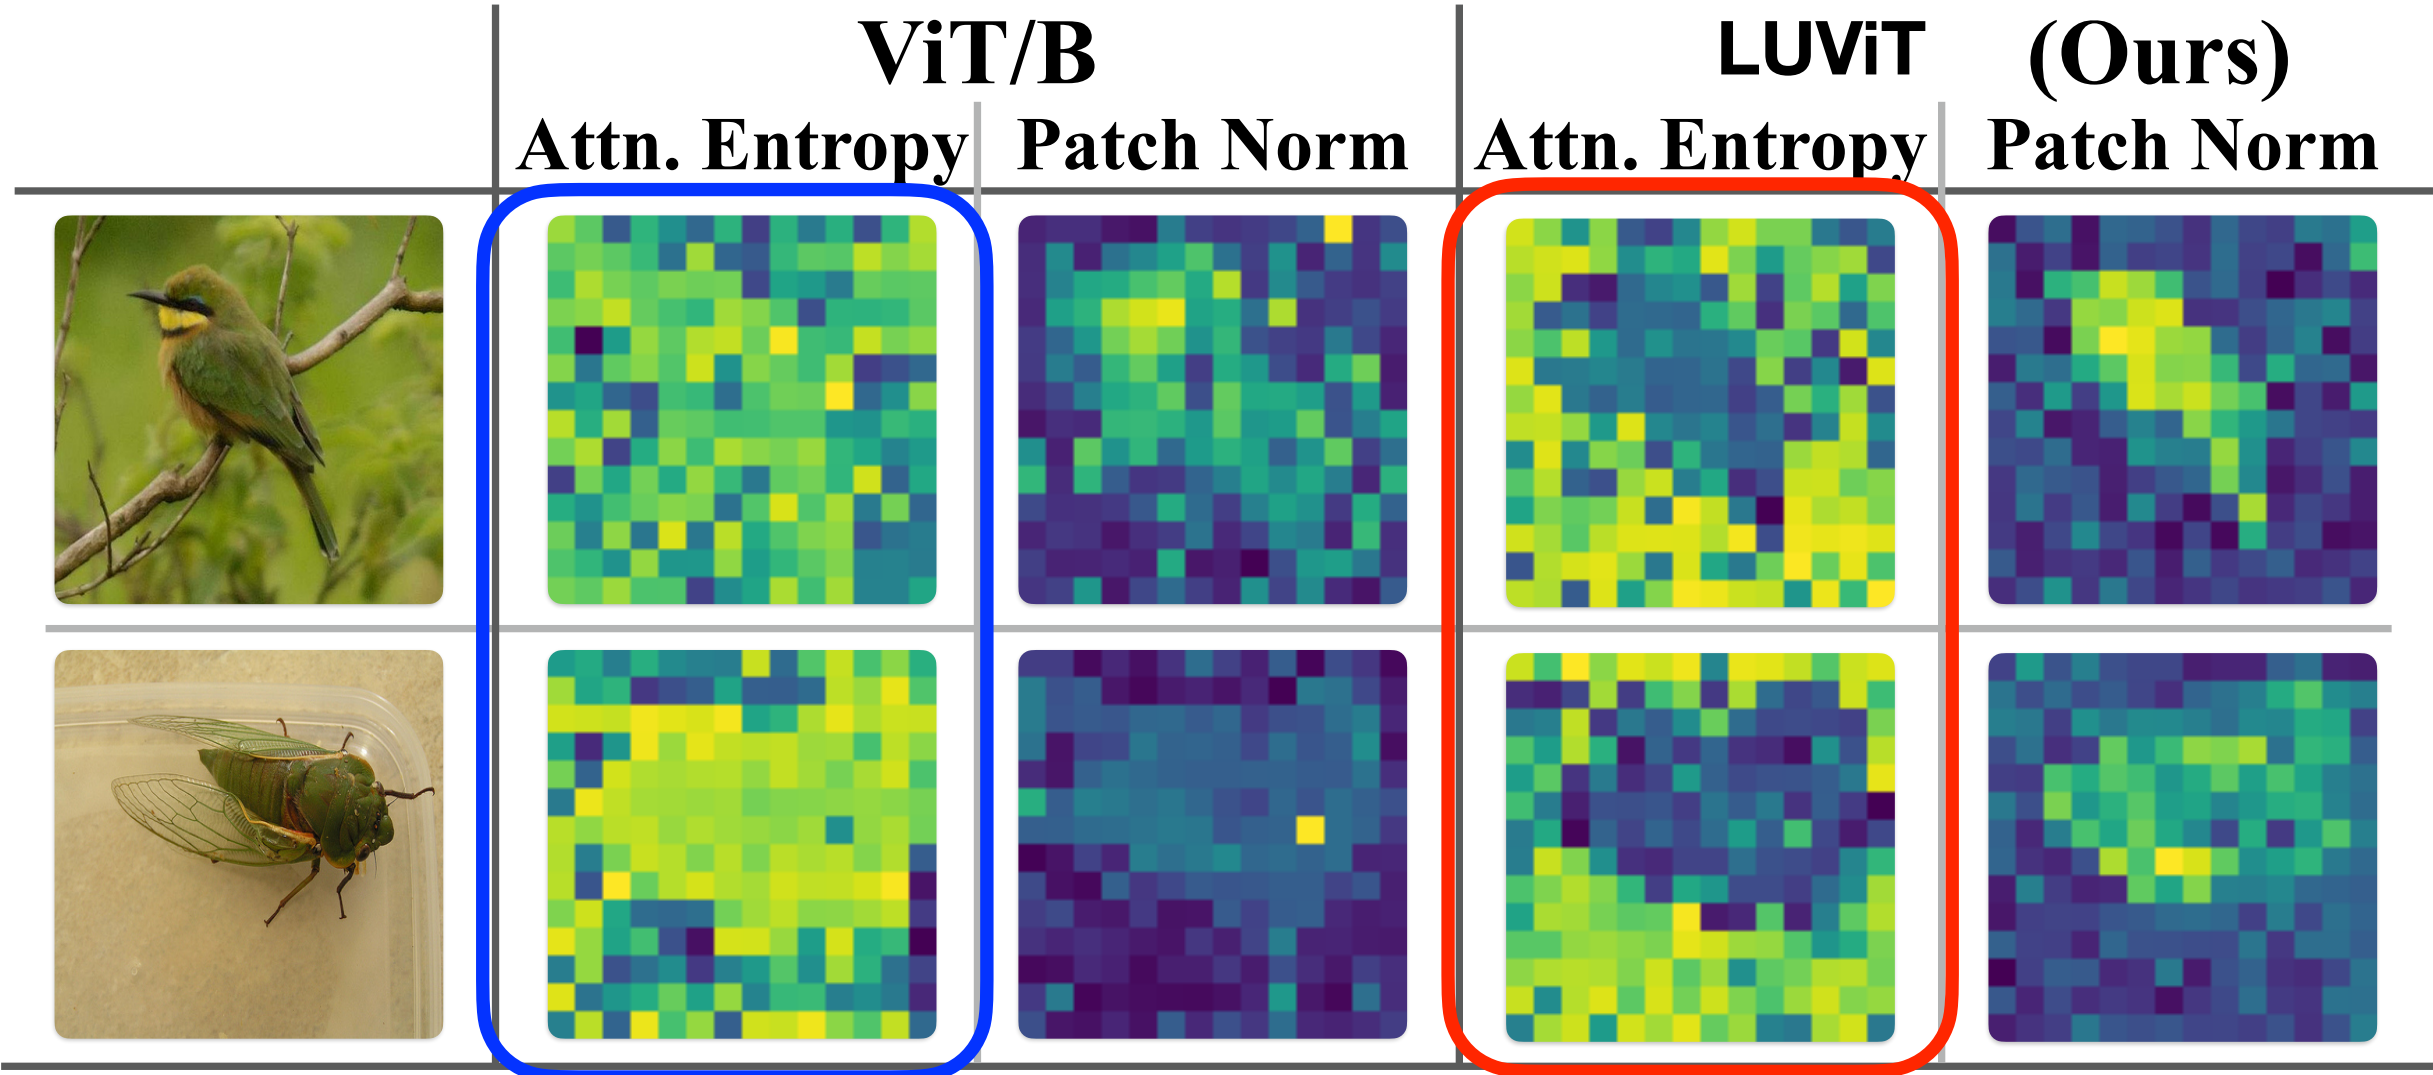 ViT/B LUViT (Ours)
Attn. Entropy Patch Norm Attn. Entropy Patch Norm